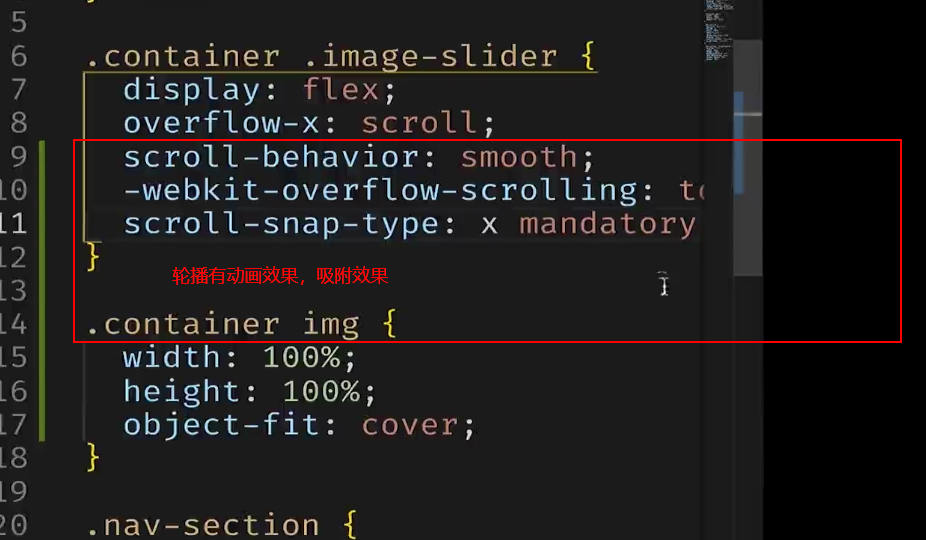 5
6 .container .image-slider {
7 display: flex;
8 overflow-x: scroll;
9 scroll-behavior: smooth;
10 -webkit-overflow-scrolling:
11 scroll-snap-type: x mandatory
12 }
13 轮播有动画效果，吸附效果
14 .container img {
15 width: 100%;
16 height: 100%;
17 object-fit: cover;
18 }
19
20 .nav-section {